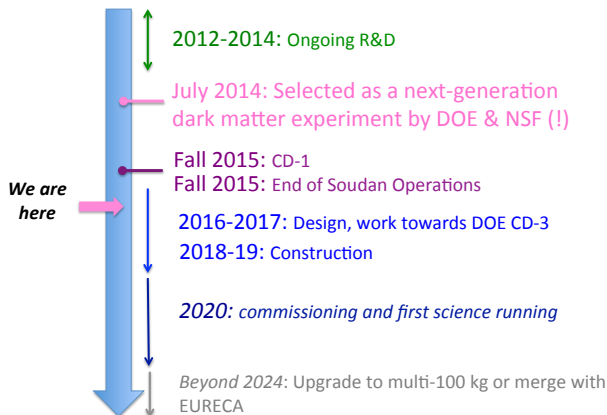 2012-2014: Ongoing R&D
July 2014: Selected as a next-generation
dark matter experiment by DOE & NSF (!)
Fall 2015: CD-1
Fall 2015: End of Soudan Operations
We are
here
2016-2017: Design, work towards DOE CD-3
2018-19: Construction
2020: commissioning and first science running
Beyond 2024: Upgrade to multi-100 kg or merge with
EURECA